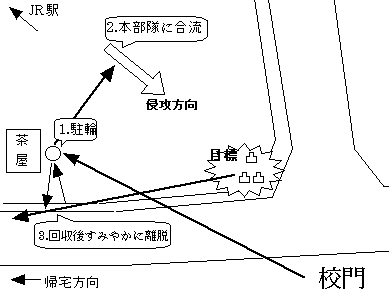 JR駅
2.本部隊に合流
侵攻方向
1.駐輪
茶屋
目標
3.回収後すみやかに離脱
帰宅方向
校門